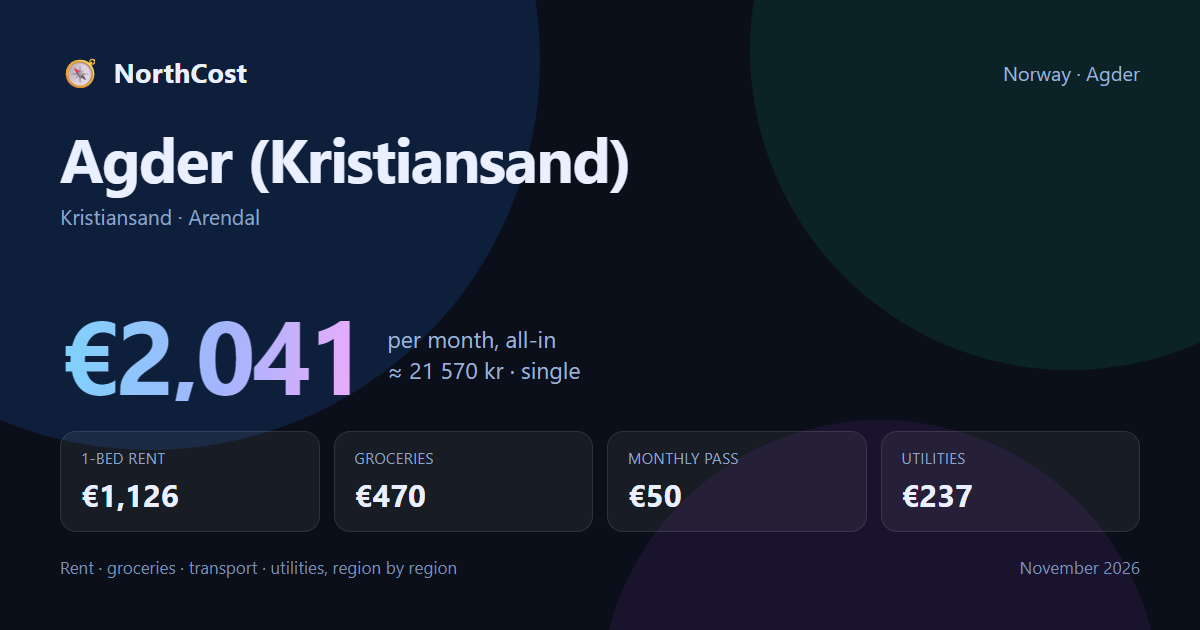 NorthCost
Norway · Agder
Agder (Kristiansand)
Kristiansand · Arendal
€2,041
per month, all-in
≈ 21 570 kr · single
1-BED RENT
€1,126
GROCERIES
€470
MONTHLY PASS
€50
UTILITIES
€237
Rent · groceries · transport · utilities, region by region
November 2026